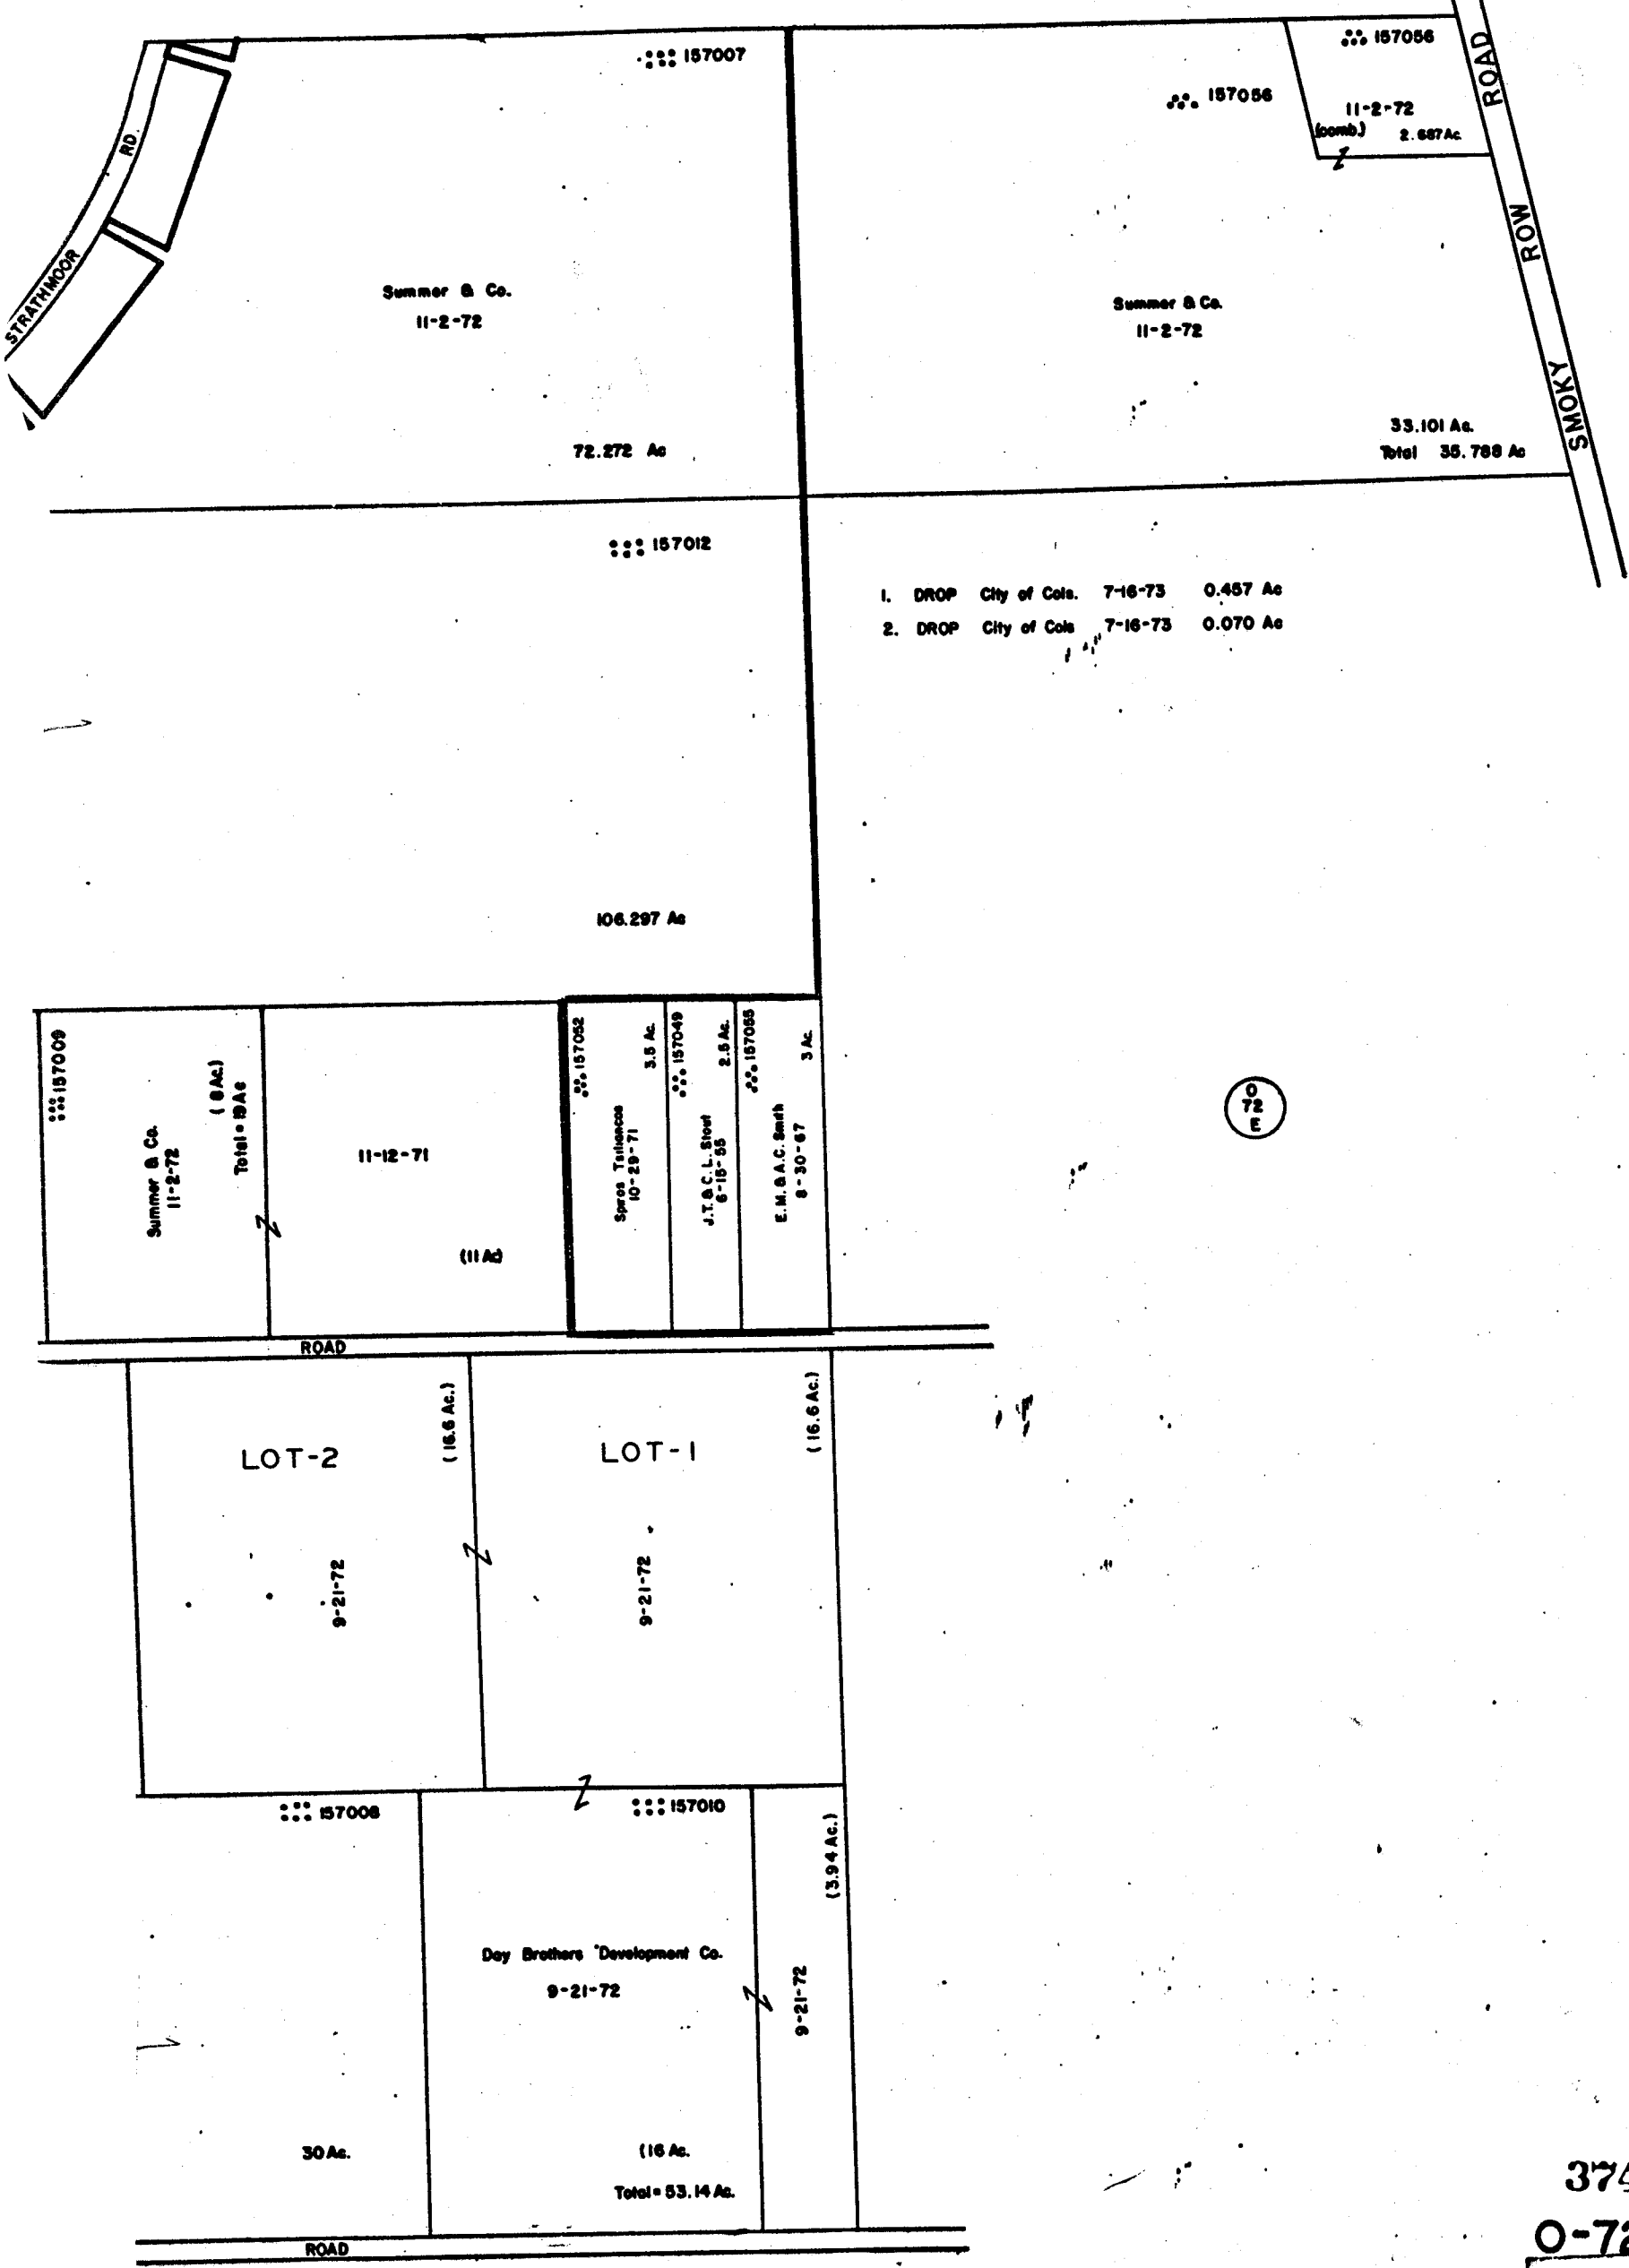 157007
157056
157056
11-2-72
(comb.) 2.687 Ac.
ROAD
ROW
SMOKY
STRATHMOOR RD.
Summer & Co.
11-2-72
Summer & Co.
11-2-72
72.272 Ac
33.101 Ac.
Total 35.788 Ac
157012
1. DROP City of Cols. 7-16-73 0.457 Ac
2. DROP City of Cols 7-16-73 0.070 Ac
106.297 Ac
157009
Summer & Co.
11-2-72
(8 Ac.)
Total = 19 Ac
11-12-71
(11 Ac)
157052
3.5 Ac.
Spiros
10-29-71
157049
2.5 Ac.
J.T. & C.L. Stout
6-15-55
157055
3 Ac.
E.M. & A.C. Smith
8-30-67
O
72
E
ROAD
LOT-2
(16.6 Ac.)
9-21-72
LOT-1
(16.6 Ac.)
9-21-72
157008
157010
(3.94 Ac.)
Day Brothers Development Co.
9-21-72
9-21-72
30 Ac.
(16 Ac.
Total = 53.14 Ac.
ROAD
374
O-72